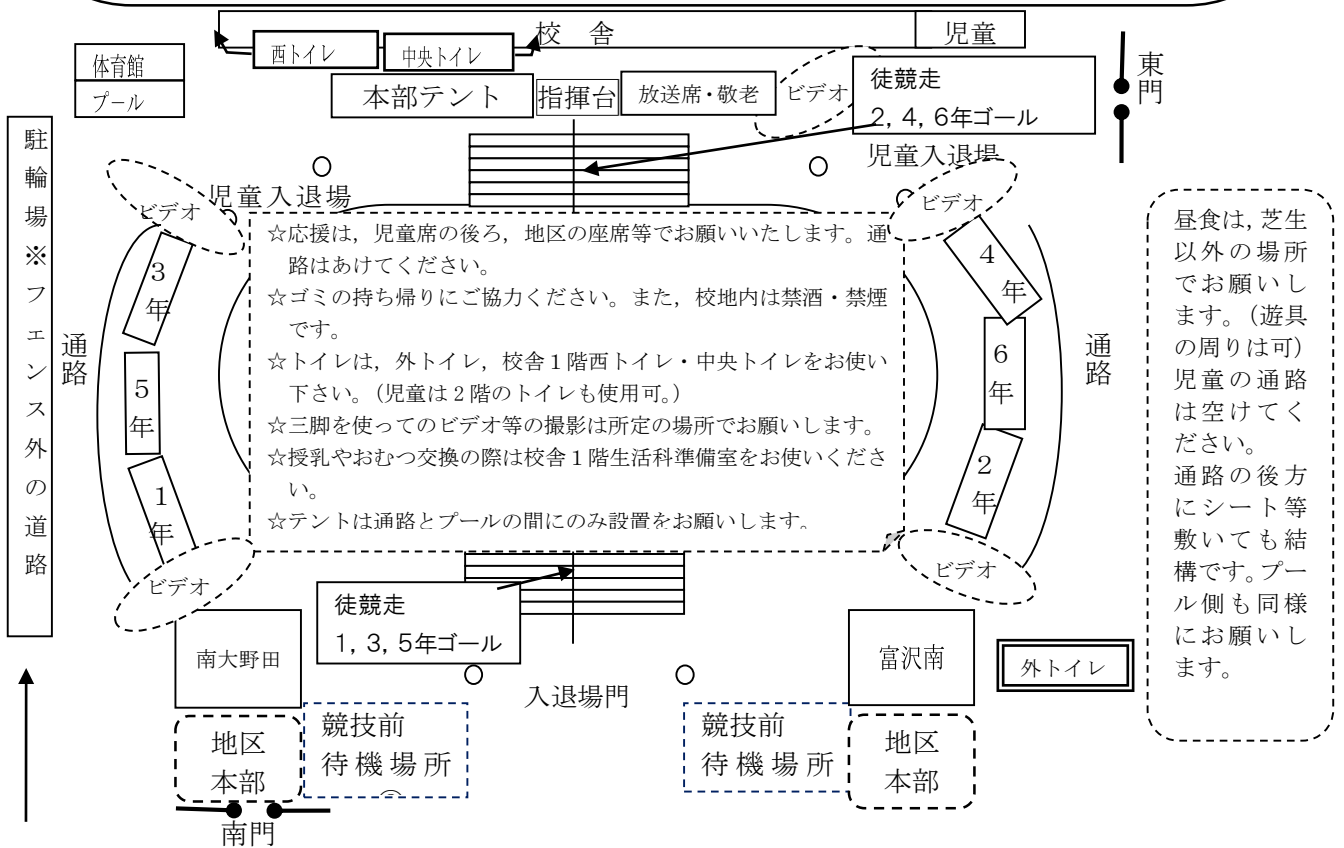 校　舎
児童
西トイレ
中央トイレ
体育館
プール
本部テント
指揮台
放送席・敬老
ビデオ
徒競走
2，4，6年ゴール
東門
児童入退場
児童入退場
ビデオ
ビデオ
駐輪場※フェンス外の道路
通路
3年
5年
1年
☆応援は，児童席の後ろ，地区の座席等でお願いいたします。通
路はあけてください。
☆ゴミの持ち帰りにご協力ください。また，校地内は禁酒・禁煙
です。
☆トイレは，外トイレ，校舎１階西トイレ・中央トイレをお使い
下さい。（児童は２階のトイレも使用可。）
☆三脚を使ってのビデオ等の撮影は所定の場所でお願いします。
☆授乳やおむつ交換の際は校舎１階生活科準備室をお使いくださ
い。
☆テントは通路とプールの間にのみ設置をお願いします。
4年
6年
2年
通路
昼食は，芝生
以外の場所
でお願いし
ます。（遊具
の周りは可）
児童の通路
は空けてく
ださい。
通路の後方
にシート等
敷いても結
構です。プー
ル側も同様
にお願いし
ます。
ビデオ
ビデオ
徒競走
1，3，5年ゴール
南大野田
富沢南
外トイレ
入退場門
地区
本部
競技前
待機場所
競技前
待機場所
地区
本部
南門